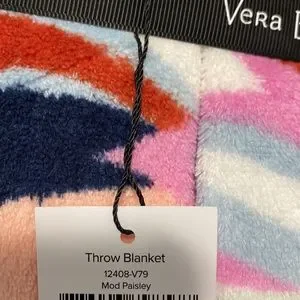 VERA
Throw Blanket
12408-V79
Mod Paisley